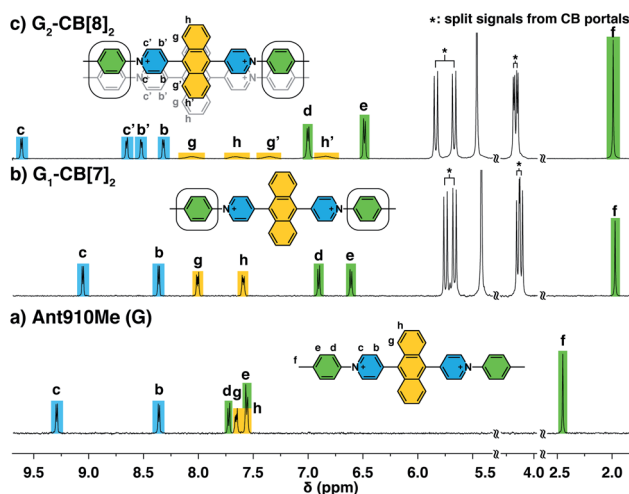 c) G₂-CB[8]₂
*: split signals from CB portals
h
g
c' b'
N + + N
c b
g'
h'
g
h
c c' b' b g h g' h' d e * * f
b) G₁-CB[7]₂
N + + N
c b g h d e * * f
a) Ant910Me (G)
h
g
e d c b
f N + + N
c b d g e h f
9.5 9.0 8.5 8.0 7.5 7.0 6.5 6.0 5.5 4.0 2.5 2.0
δ (ppm)